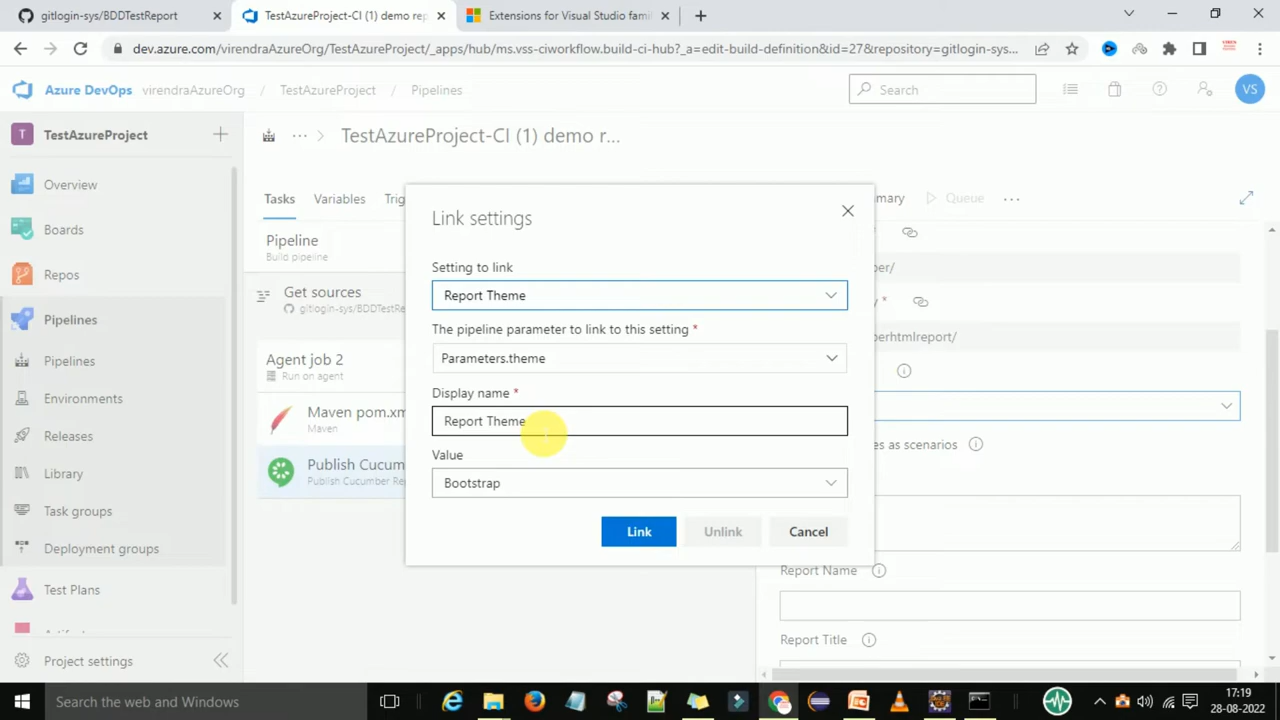 gitlogin-sys/BDDTestReport
TestAzureProject-CI (1) demo rep
Extensions for Visual Studio famil
dev.azure.com/virendraAzureOrg/TestAzureProject/_apps/hub/ms.vss-ciworkflow.build-ci-hub?_a=edit-build-definition&id=27&repository=gitlogin-sys...
Azure DevOps
virendraAzureOrg
/
TestAzureProject
/
Pipelines
Search
VS
T
TestAzureProject
TestAzureProject-CI (1) demo r...
Overview
Boards
Repos
Pipelines
Pipelines
Environments
Releases
Library
Task groups
Deployment groups
Test Plans
Project settings
Tasks
Variables
Trig
mmary
Queue
Pipeline
Build pipeline
Get sources
gitlogin-sys/BDDTestRe
Agent job 2
Run on agent
Maven pom.xm
Maven
Publish Cucum
Publish Cucumber Re
Link settings
Setting to link
Report Theme
The pipeline parameter to link to this setting *
Parameters.theme
Display name *
Report Theme
Value
Bootstrap
Link
Unlink
Cancel
ber/
y *
berhtmlreport/
es as scenarios
Report Name
Report Title
Search the web and Windows
17:19
28-08-2022